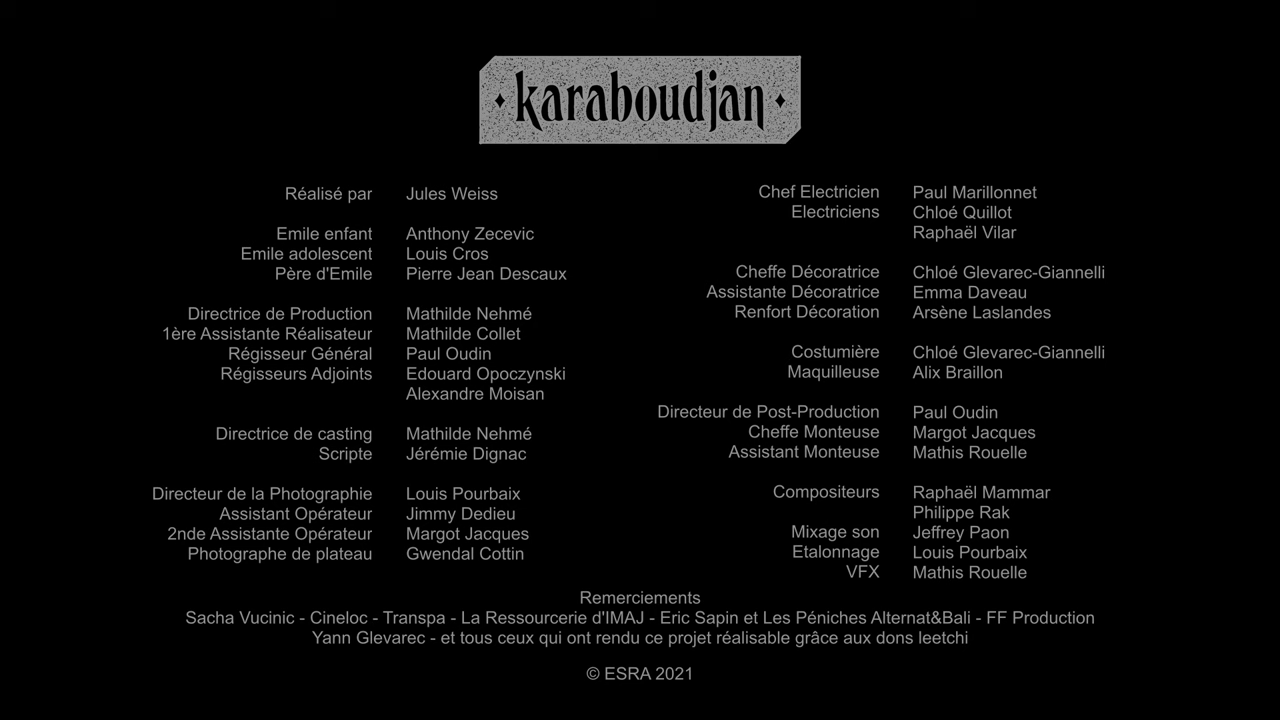 karaboudjan
Réalisé par Jules Weiss
Emile enfant Anthony Zecevic
Emile adolescent Louis Cros
Père d'Emile Pierre Jean Descaux
Directrice de Production Mathilde Nehmé
1ère Assistante Réalisateur Mathilde Collet
Régisseur Général Paul Oudin
Régisseurs Adjoints Edouard Opoczynski
Alexandre Moisan
Directrice de casting Mathilde Nehmé
Scripte Jérémie Dignac
Directeur de la Photographie Louis Pourbaix
Assistant Opérateur Jimmy Dedieu
2nde Assistante Opérateur Margot Jacques
Photographe de plateau Gwendal Cottin
Chef Electricien Paul Marillonnet
Electriciens Chloé Quillot
Raphaël Vilar
Cheffe Décoratrice Chloé Glevarec-Giannelli
Assistante Décoratrice Emma Daveau
Renfort Décoration Arsène Laslandes
Costumière Chloé Glevarec-Giannelli
Maquilleuse Alix Braillon
Directeur de Post-Production Paul Oudin
Cheffe Monteuse Margot Jacques
Assistant Monteuse Mathis Rouelle
Compositeurs Raphaël Mammar
Philippe Rak
Mixage son Jeffrey Paon
Etalonnage Louis Pourbaix
VFX Mathis Rouelle
Remerciements
Sacha Vucinic - Cineloc - Transpa - La Ressourcerie d'IMAJ - Eric Sapin et Les Péniches Alternat&Bali - FF Production
Yann Glevarec - et tous ceux qui ont rendu ce projet réalisable grâce aux dons leetchi
© ESRA 2021